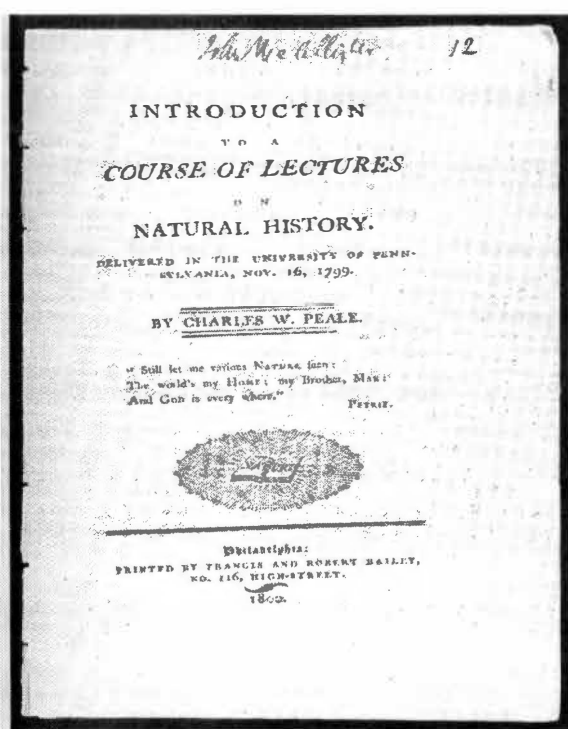 12
INTRODUCTION
TO A
COURSE OF LECTURES
ON
NATURAL HISTORY.
DELIVERED IN THE UNIVERSITY OF PENN-
SYLVANIA, NOV. 16, 1799.
BY CHARLES W. PEALE.
"Still let me various NATURE
The world's my HOME; my Brother, MAN:
And GOD is every where."
Philadelphia:
PRINTED BY FRANCIS AND ROBERT BAILEY,
NO. 116, HIGH-STREET.
1800.